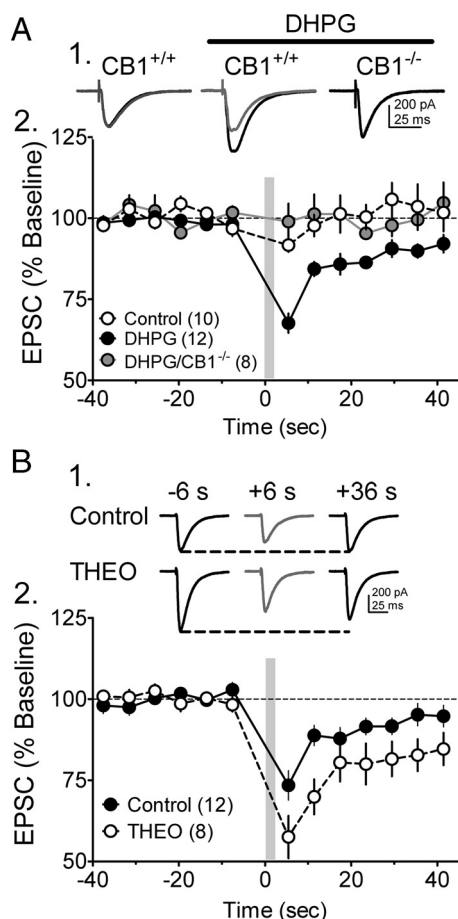 A
DHPG
1.
CB1+/+ CB1+/+ CB1-/-
200 pA
25 ms
2.
125
100
75
50
EPSC (% Baseline)
Control (10)
DHPG (12)
DHPG/CB1-/- (8)
-40 -20 0 20 40
Time (sec)
B
1.
-6 s +6 s +36 s
Control
THEO
200 pA
25 ms
2.
125
100
75
50
EPSC (% Baseline)
Control (12)
THEO (8)
-40 -20 0 20 40
Time (sec)